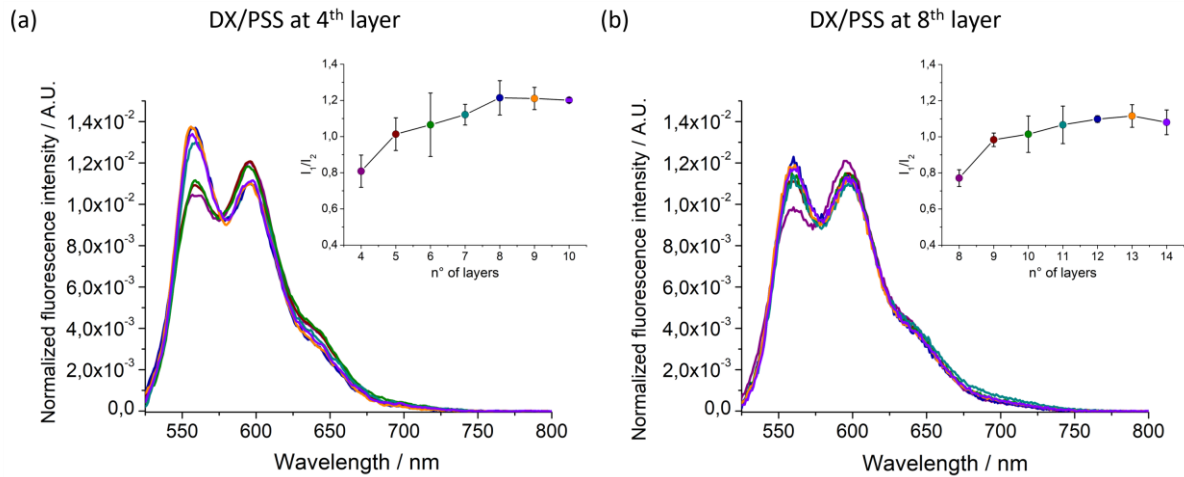 (a) DX/PSS at 4th layer
Normalized fluorescence intensity / A.U.
1,4x10-2
1,2x10-2
1,0x10-2
8,0x10-3
6,0x10-3
4,0x10-3
2,0x10-3
0,0
550 600 650 700 750 800
Wavelength / nm
I1/I2
1,4
1,2
1,0
0,8
0,6
0,4
4 5 6 7 8 9 10
n° of layers
(b) DX/PSS at 8th layer
Normalized fluorescence intensity / A.U.
1,4x10-2
1,2x10-2
1,0x10-2
8,0x10-3
6,0x10-3
4,0x10-3
2,0x10-3
0,0
550 600 650 700 750 800
Wavelength / nm
I1/I2
1,4
1,2
1,0
0,8
0,6
0,4
8 9 10 11 12 13 14
n° of layers